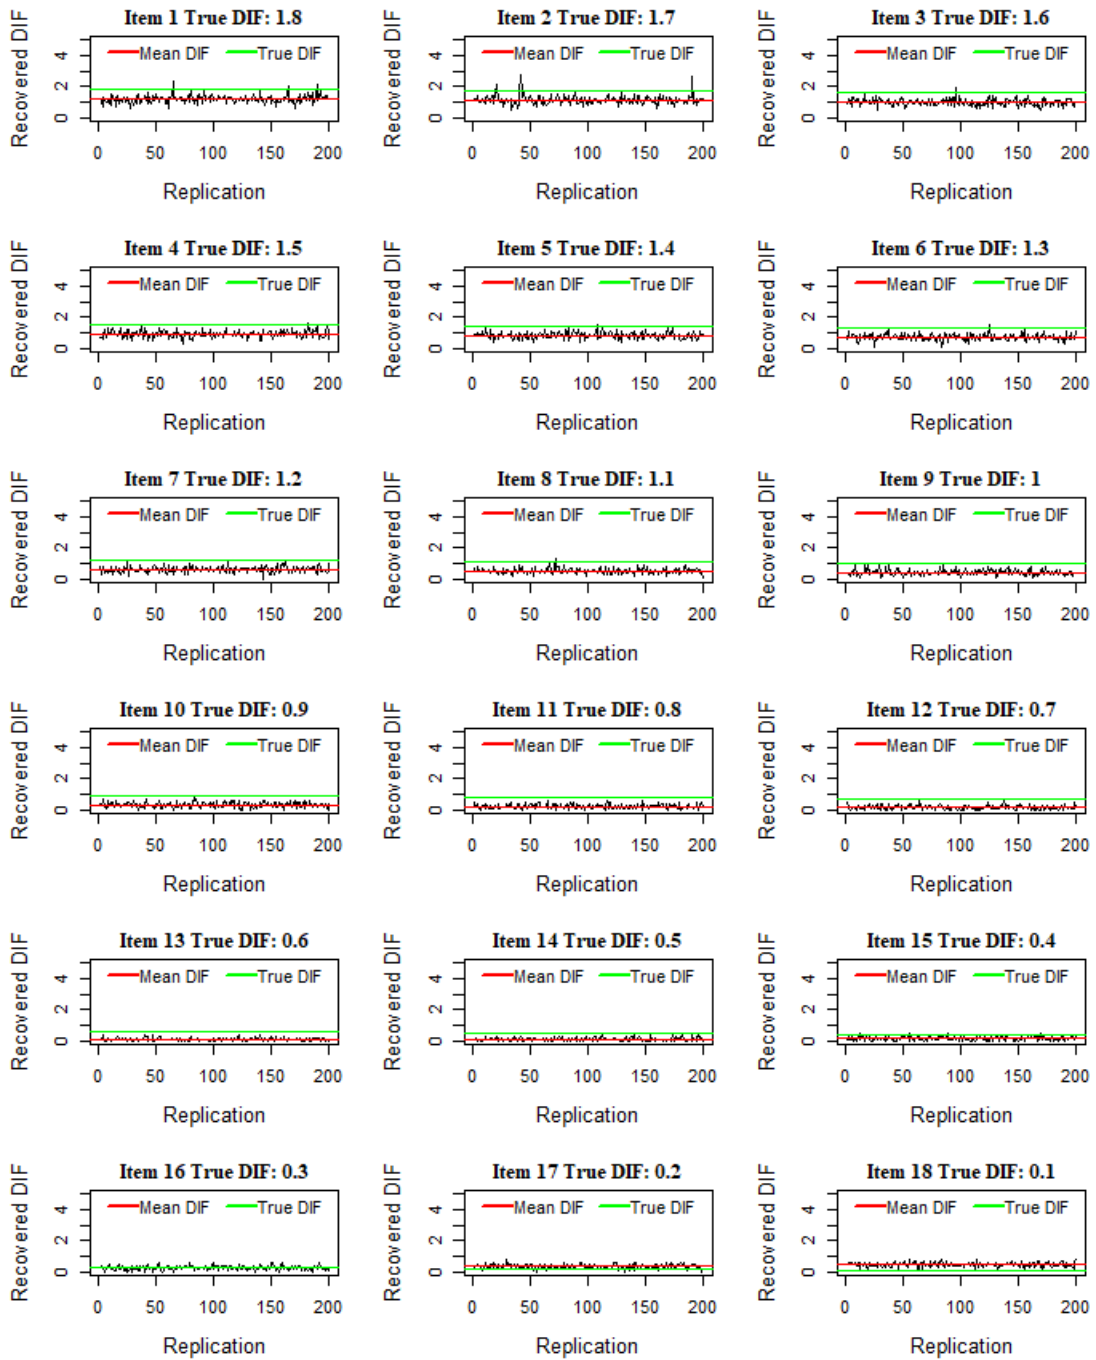 Item 1 True DIF: 1.8
Item 2 True DIF: 1.7
Item 3 True DIF: 1.6
Recovered DIF
4
2
0
Mean DIF
True DIF
0 50 100 150 200
Replication
Recovered DIF
4
2
0
Mean DIF
True DIF
0 50 100 150 200
Replication
Recovered DIF
4
2
0
Mean DIF
True DIF
0 50 100 150 200
Replication
Item 4 True DIF: 1.5
Item 5 True DIF: 1.4
Item 6 True DIF: 1.3
Recovered DIF
4
2
0
Mean DIF
True DIF
0 50 100 150 200
Replication
Recovered DIF
4
2
0
Mean DIF
True DIF
0 50 100 150 200
Replication
Recovered DIF
4
2
0
Mean DIF
True DIF
0 50 100 150 200
Replication
Item 7 True DIF: 1.2
Item 8 True DIF: 1.1
Item 9 True DIF: 1
Recovered DIF
4
2
0
Mean DIF
True DIF
0 50 100 150 200
Replication
Recovered DIF
4
2
0
Mean DIF
True DIF
0 50 100 150 200
Replication
Recovered DIF
4
2
0
Mean DIF
True DIF
0 50 100 150 200
Replication
Item 10 True DIF: 0.9
Item 11 True DIF: 0.8
Item 12 True DIF: 0.7
Recovered DIF
4
2
0
Mean DIF
True DIF
0 50 100 150 200
Replication
Recovered DIF
4
2
0
Mean DIF
True DIF
0 50 100 150 200
Replication
Recovered DIF
4
2
0
Mean DIF
True DIF
0 50 100 150 200
Replication
Item 13 True DIF: 0.6
Item 14 True DIF: 0.5
Item 15 True DIF: 0.4
Recovered DIF
4
2
0
Mean DIF
True DIF
0 50 100 150 200
Replication
Recovered DIF
4
2
0
Mean DIF
True DIF
0 50 100 150 200
Replication
Recovered DIF
4
2
0
Mean DIF
True DIF
0 50 100 150 200
Replication
Item 16 True DIF: 0.3
Item 17 True DIF: 0.2
Item 18 True DIF: 0.1
Recovered DIF
4
2
0
Mean DIF
True DIF
0 50 100 150 200
Replication
Recovered DIF
4
2
0
Mean DIF
True DIF
0 50 100 150 200
Replication
Recovered DIF
4
2
0
Mean DIF
True DIF
0 50 100 150 200
Replication